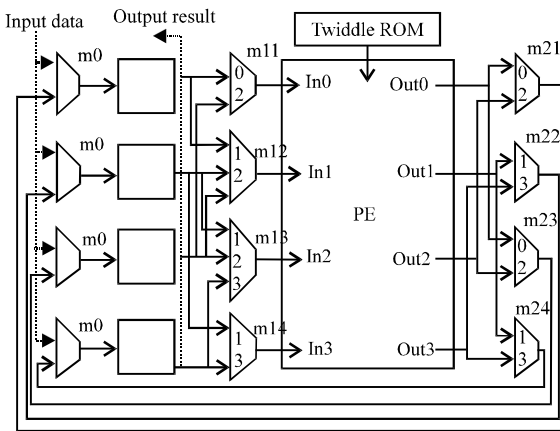 Input data
Output result
Twiddle ROM
m0
m11
m21
0
2
In0
Out0
0
2
m0
m12
m22
1
2
In1
Out1
1
3
PE
m0
m13
m23
1
2
3
In2
Out2
0
2
m0
m14
m24
1
3
In3
Out3
1
3